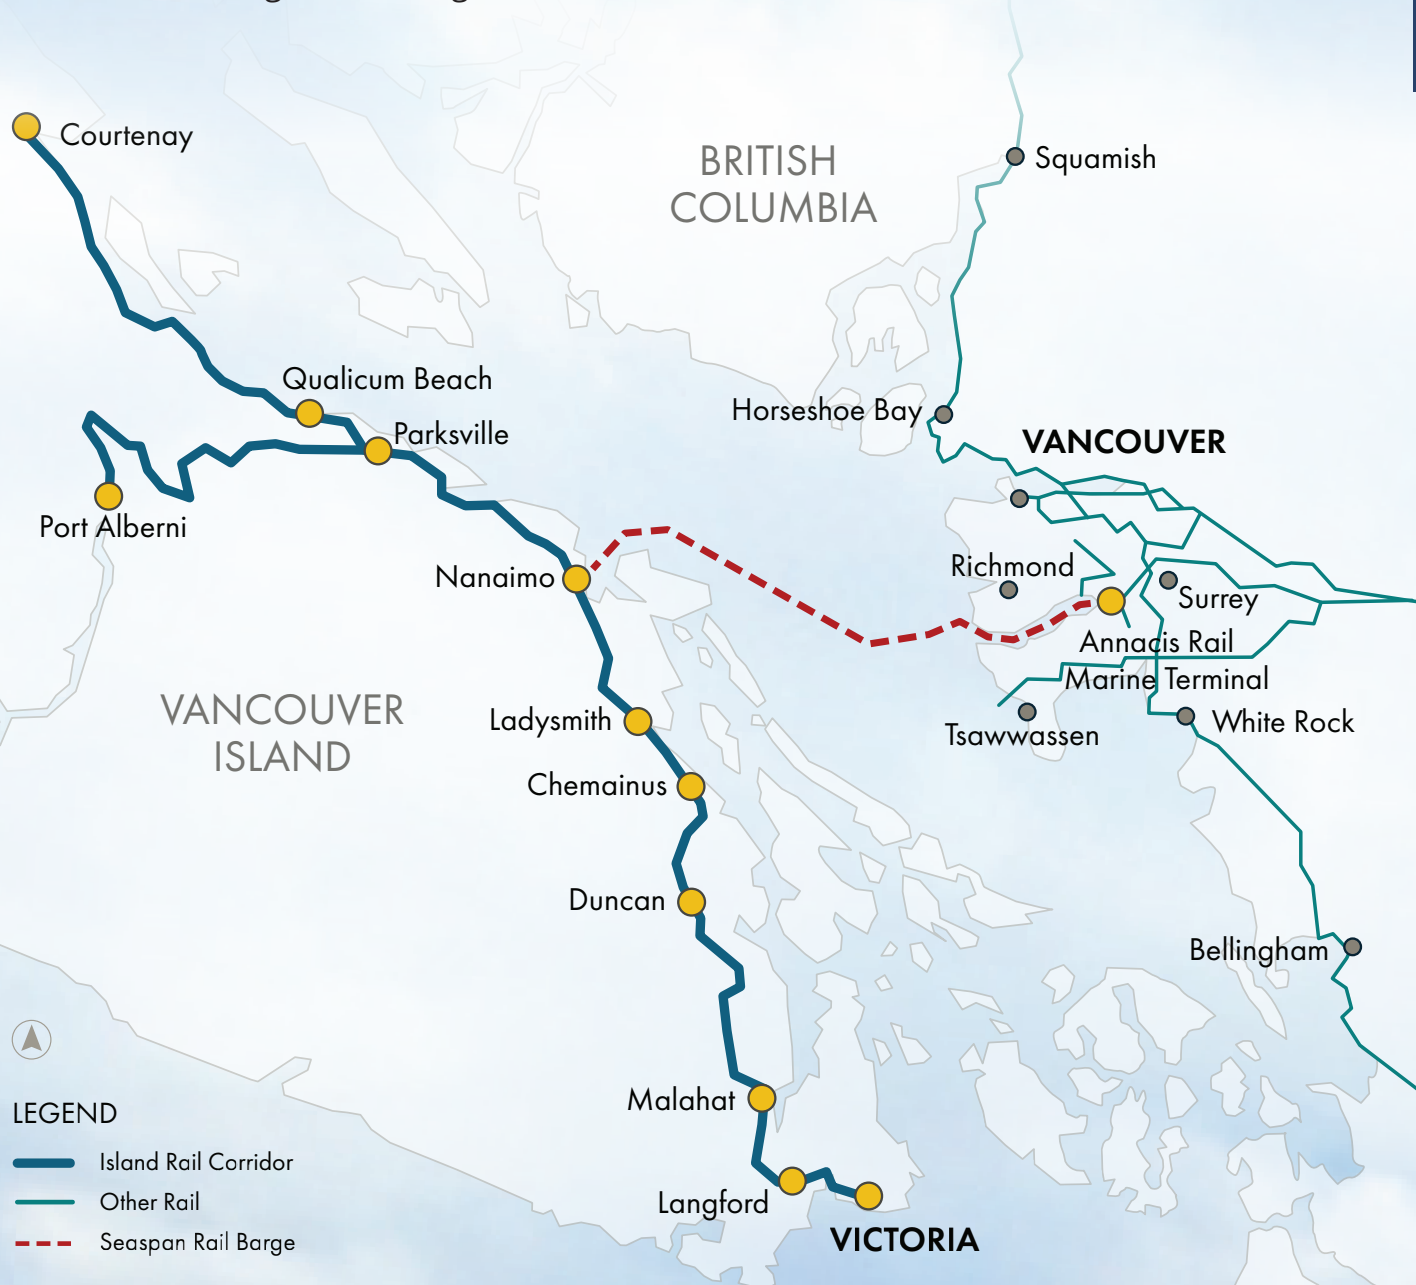 Courtenay
BRITISH
COLUMBIA
Squamish
Qualicum Beach
Parksville
Horseshoe Bay
VANCOUVER
Port Alberni
Nanaimo
Richmond
Surrey
Annacis Rail
Marine Terminal
VANCOUVER
ISLAND
Ladysmith
Tsawwassen
White Rock
Chemainus
Duncan
Bellingham
Malahat
Langford
VICTORIA
LEGEND
Island Rail Corridor
Other Rail
Seaspan Rail Barge